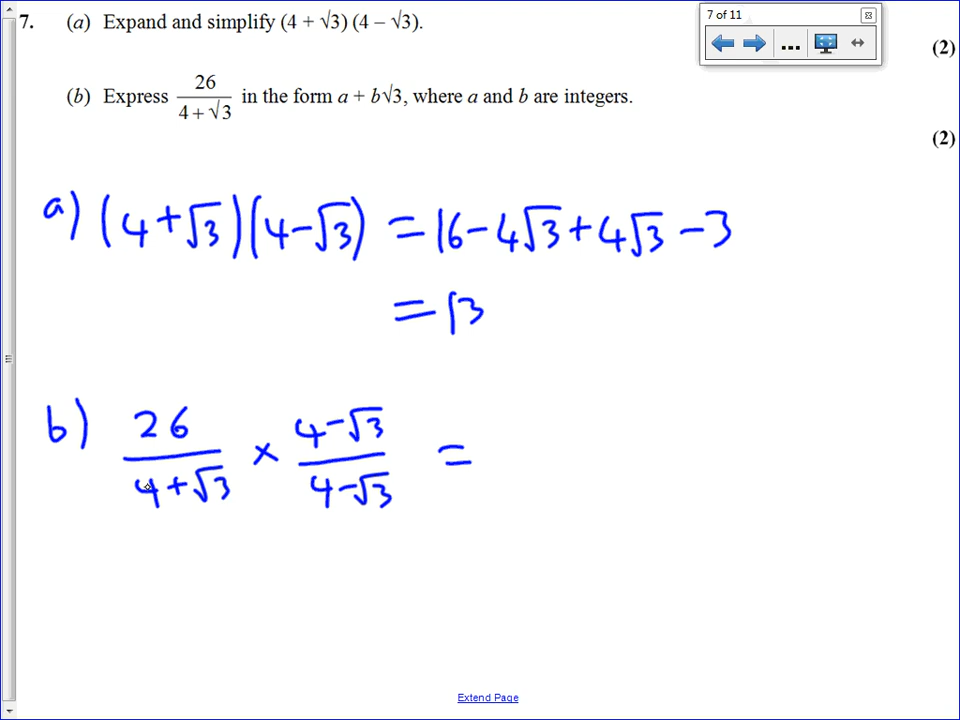 7. (a) Expand and simplify (4 + √3) (4 – √3).
(2)
(b) Express 26/(4 + √3) in the form a + b√3, where a and b are integers.
(2)
7 of 11
...
a) (4+√3)(4-√3) = 16-4√3+4√3-3
= 13
b) 26/(4+√3) × (4-√3)/(4-√3) =
Extend Page